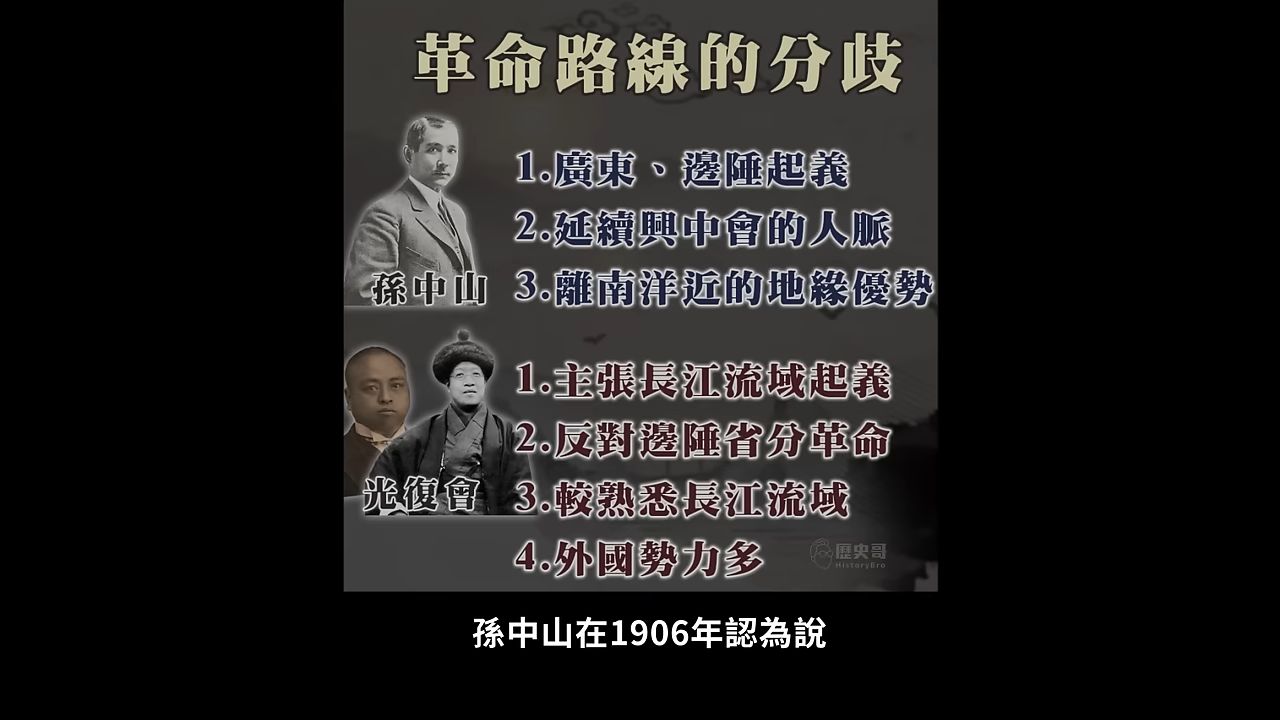 革命路線的分歧
孫中山
1.廣東、邊陲起義
2.延續興中會的人脈
3.離南洋近的地緣優勢
光復會
1.主張長江流域起義
2.反對邊陲省分革命
3.較熟悉長江流域
4.外國勢力多
歷史哥
HistoryBro
孫中山在1906年認為說